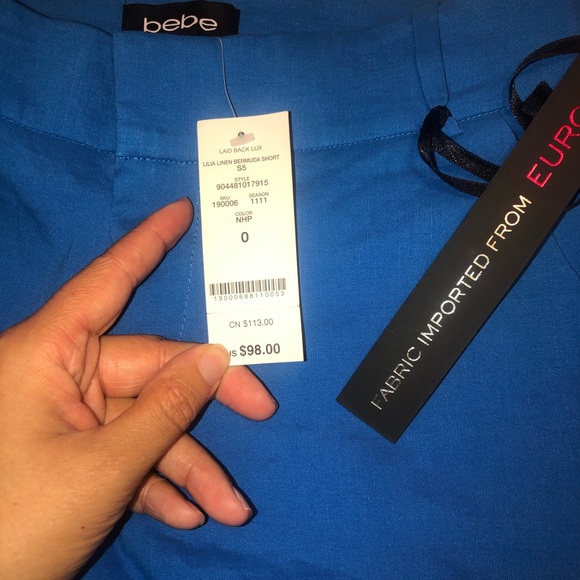 bebe
LAID BACK LUX
LILIA LINEN BERMUDA SHORT
S5
STYLE
904481017915
SKU SEASON
190006 1111
COLOR
NHP
0
19000688110053
CN $113.00
US $98.00
FABRIC IMPORTED FROM EURO